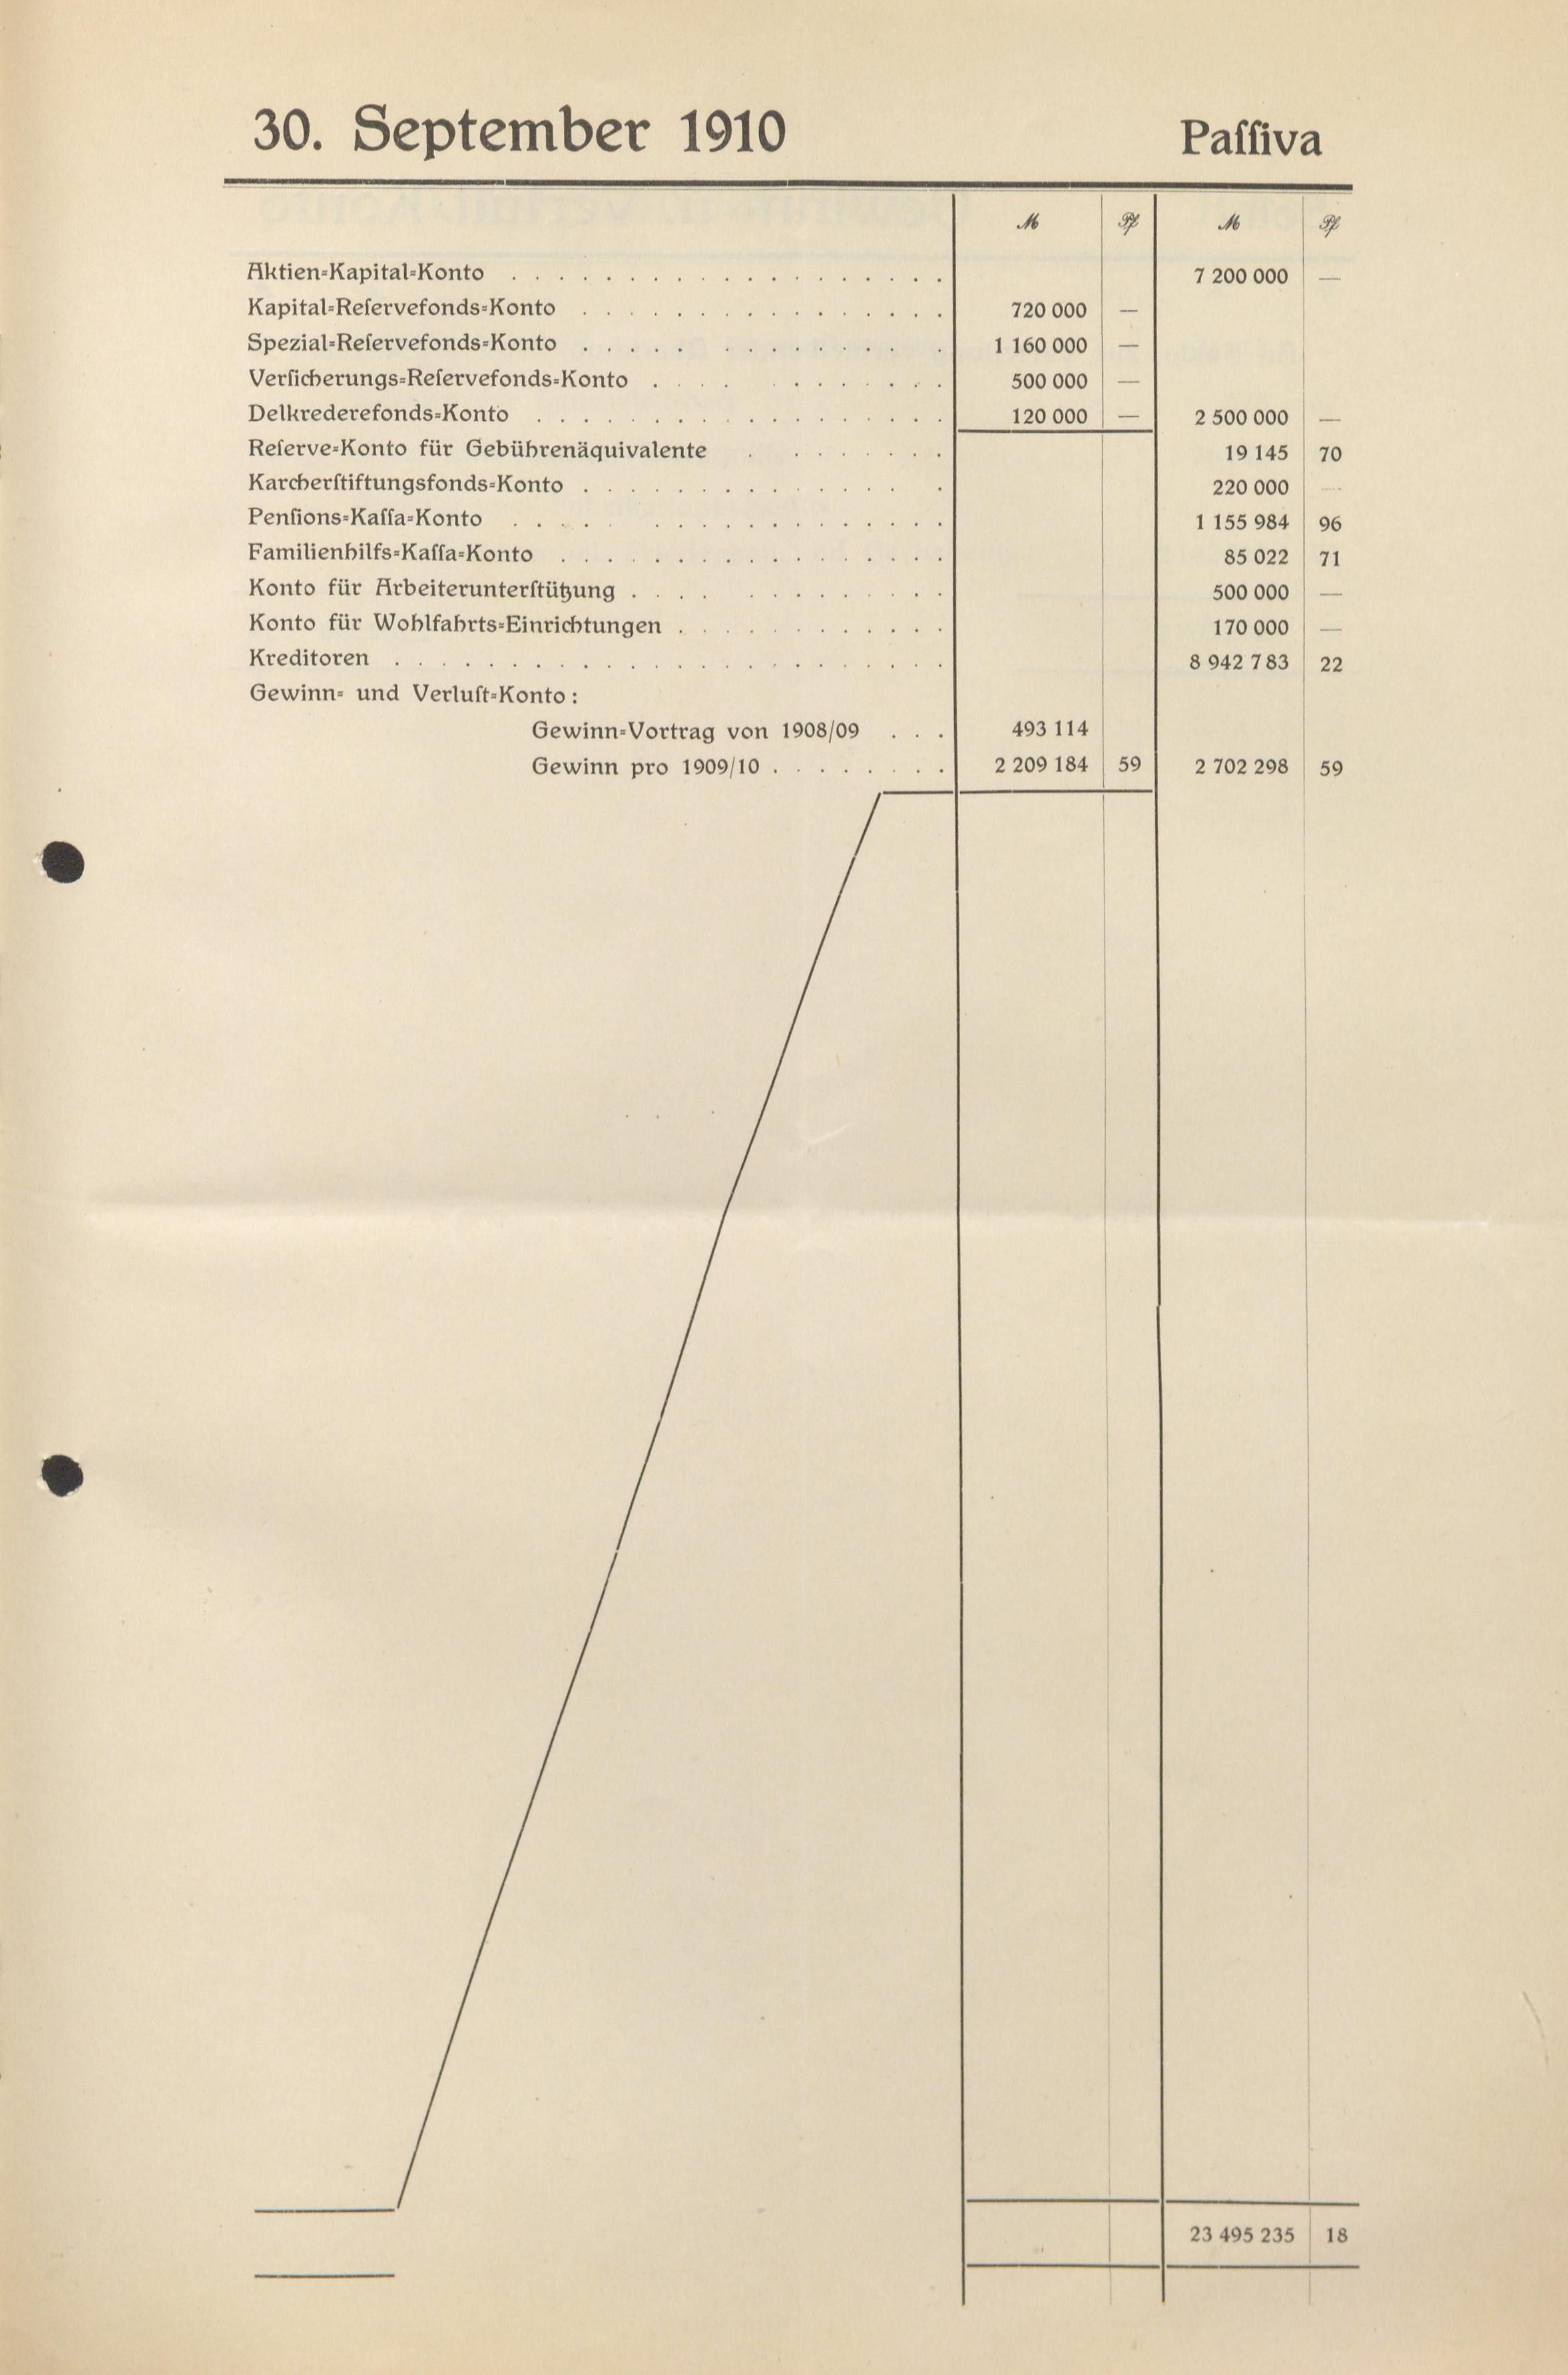 30. September 1910 Paſſiva
ℳ ₰ ℳ ₰
Aktien=Kapital=Konto . . . . . . . . . . . . . . . . . . . 7 200 000 —
Kapital=Reſervefonds=Konto . . . . . . . . . . . . . . . . 720 000 —
Spezial=Reſervefonds=Konto . . . . . . . . . . . . . . . 1 160 000 —
Verſicherungs=Reſervefonds=Konto . . . . . . . . . . . 500 000 —
Delkrederefonds=Konto . . . . . . . . . . . . . . . . . . 120 000 — 2 500 000 —
Reſerve=Konto für Gebührenäquivalente . . . . . . . . 19 145 70
Karcherſtiftungsfonds=Konto . . . . . . . . . . . . . . . 220 000 —
Penſions=Kaſſa=Konto . . . . . . . . . . . . . . . . . 1 155 984 96
Familienhilfs=Kaſſa=Konto . . . . . . . . . . . . . . . . . 85 022 71
Konto für Arbeiterunterſtützung . . . . . . . . . . . . . 500 000 —
Konto für Wohlfahrts=Einrichtungen . . . . . . . . . . . . 170 000 —
Kreditoren . . . . . . . . . . . . . . . . . . . . . . . . 8 942 783 22
Gewinn= und Verluſt=Konto:
Gewinn=Vortrag von 1908/09 . . . 493 114
Gewinn pro 1909/10 . . . . . . . . 2 209 184 59 2 702 298 59
23 495 235 18